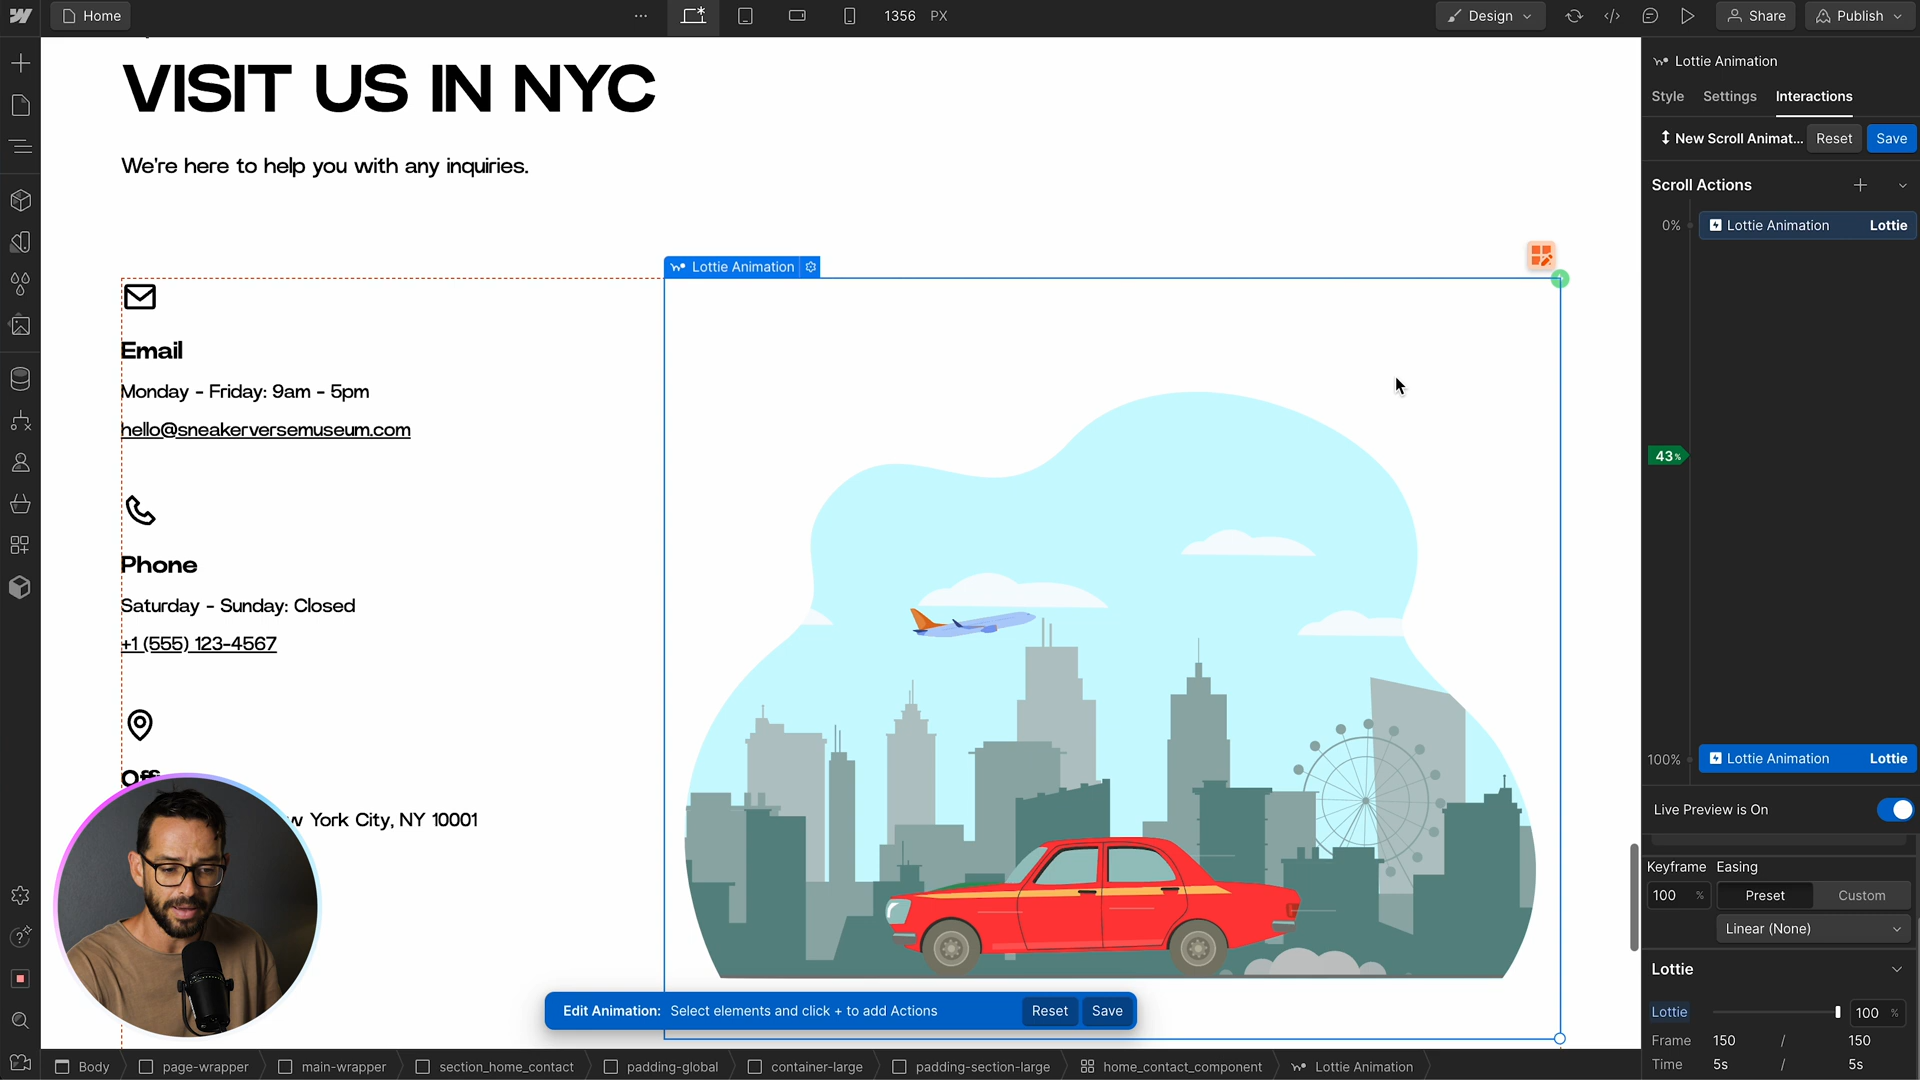 Home
...
1356 PX
Design
Share
Publish
VISIT US IN NYC
We're here to help you with any inquiries.
Lottie Animation
Email
Monday - Friday: 9am - 5pm
hello@sneakerversemuseum.com
Phone
Saturday - Sunday: Closed
+1 (555) 123-4567
York City, NY 10001
Edit Animation: Select elements and click + to add Actions
Reset
Save
Lottie Animation
Style
Settings
Interactions
New Scroll Animat...
Reset
Save
Scroll Actions
0%
Lottie Animation
Lottie
43%
100%
Lottie Animation
Lottie
Live Preview is On
Keyframe
Easing
100 %
Preset
Custom
Linear (None)
Lottie
Lottie
100 %
Frame 150 / 150
Time 5s / 5s
Body
page-wrapper
main-wrapper
section_home_contact
padding-global
container-large
padding-section-large
home_contact_component
Lottie Animation